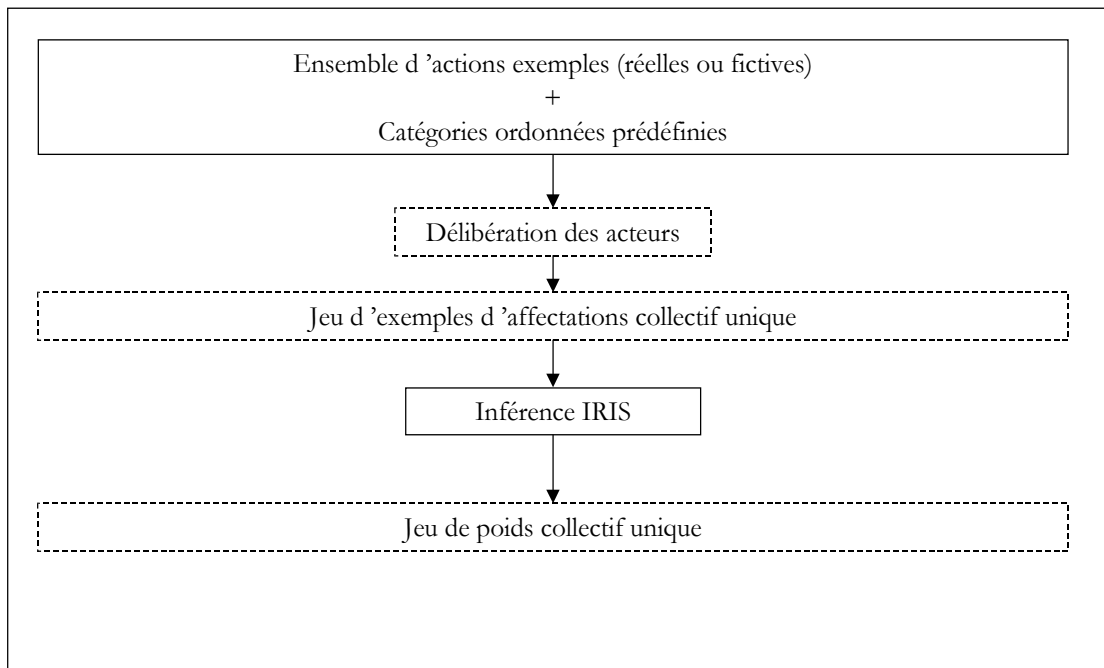 Ensemble d ’actions exemples (réelles ou fictives)
+
Catégories ordonnées prédéfinies
Délibération des acteurs
Jeu d ’exemples d ’affectations collectif unique
Inférence IRIS
Jeu de poids collectif unique